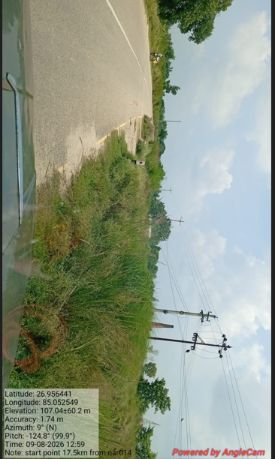 Latitude: 26.956441
Longitude: 85.052549
Elevation: 107.04±60.2 m
Accuracy: 1.74 m
Azimuth: 9° (N)
Pitch: -124.8° (99.9°)
Time: 09-08-2026 12:59
Note: start point 17.5km from
Powered by AngleCam